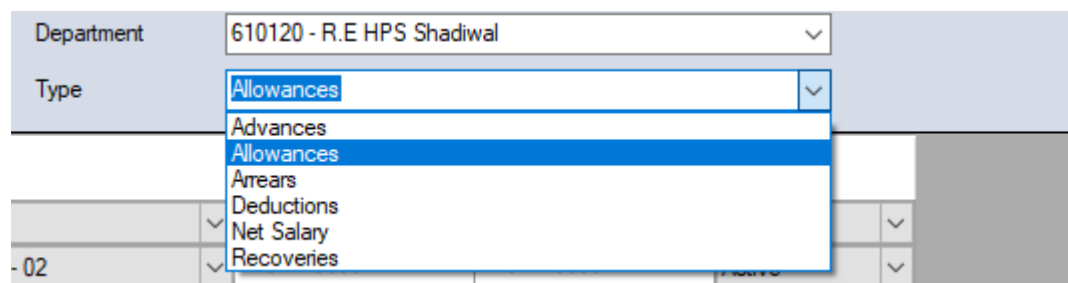 Department 610120 - R.E HPS Shadiwal
Type Allowances
Advances
Allowances
Arrears
Deductions
Net Salary
Recoveries
- 02